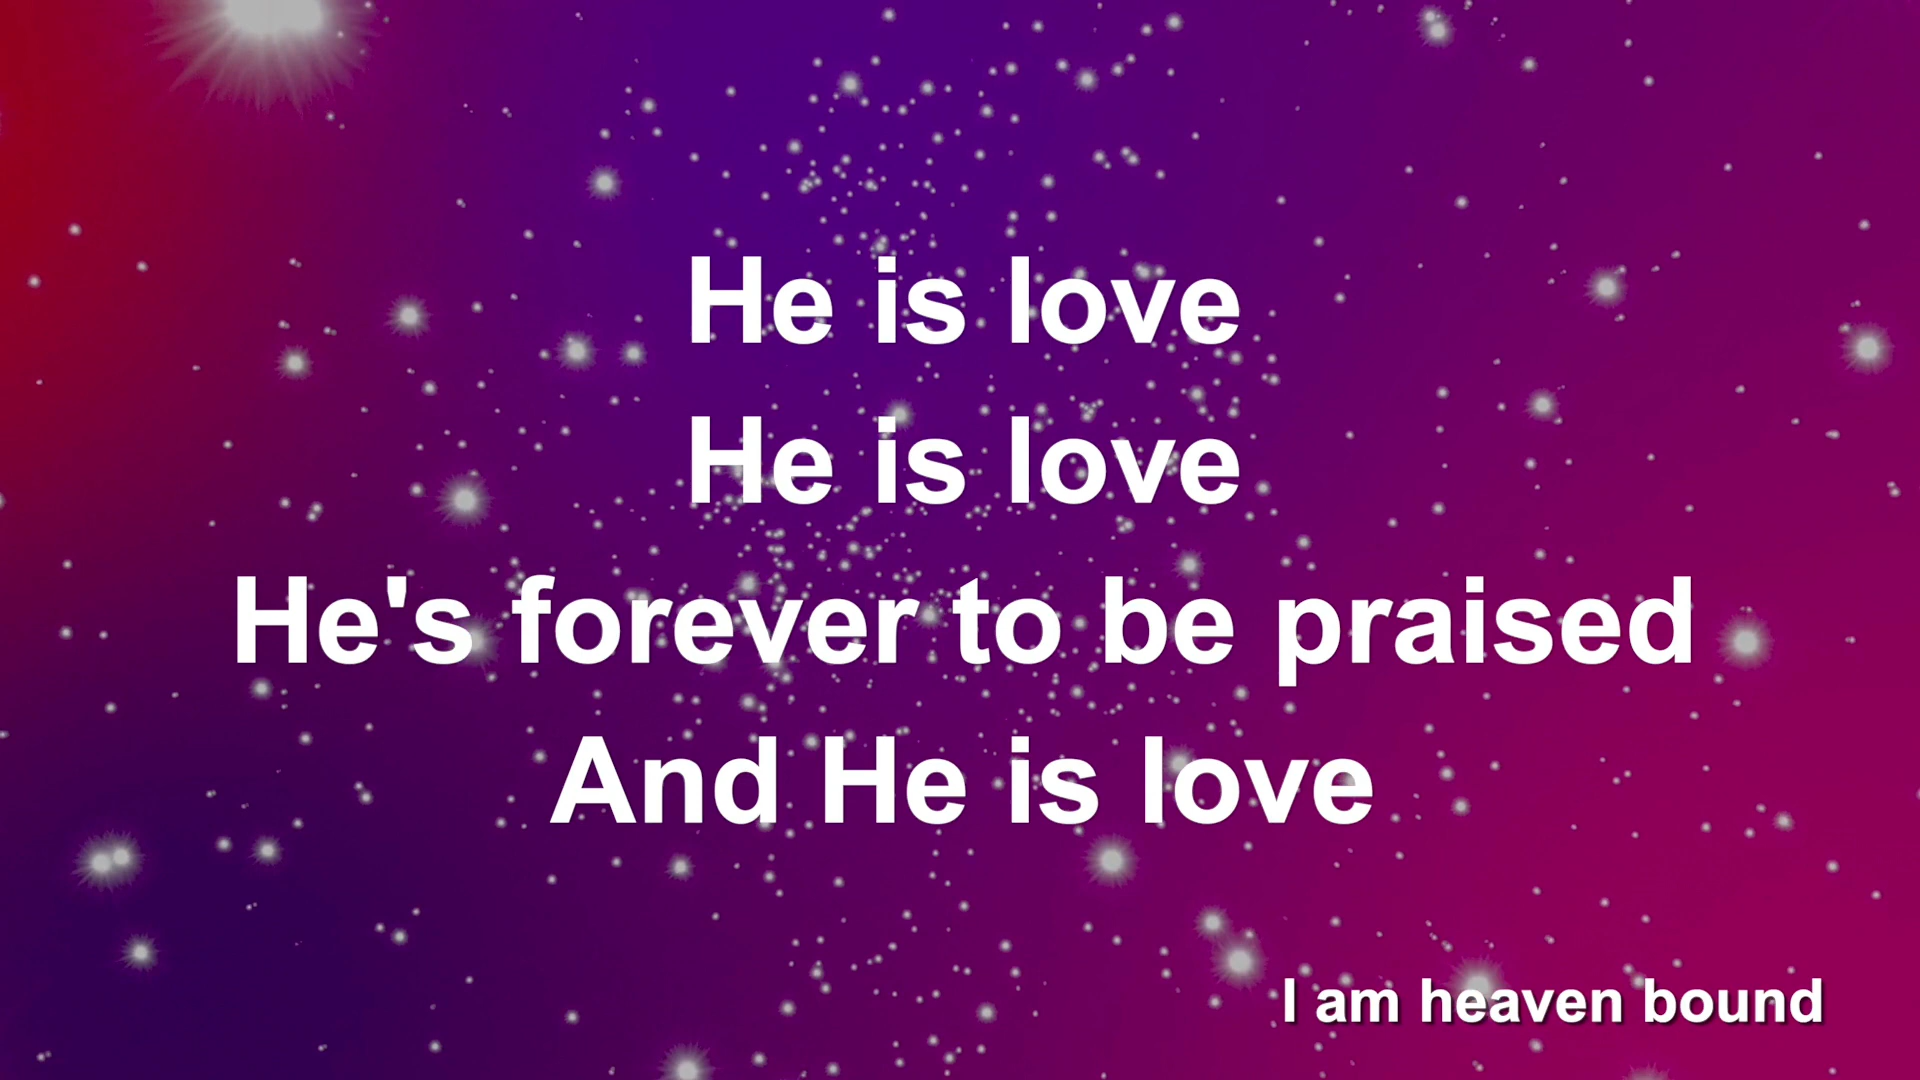 He is love
He is love
He's forever to be praised
And He is love
I am heaven bound